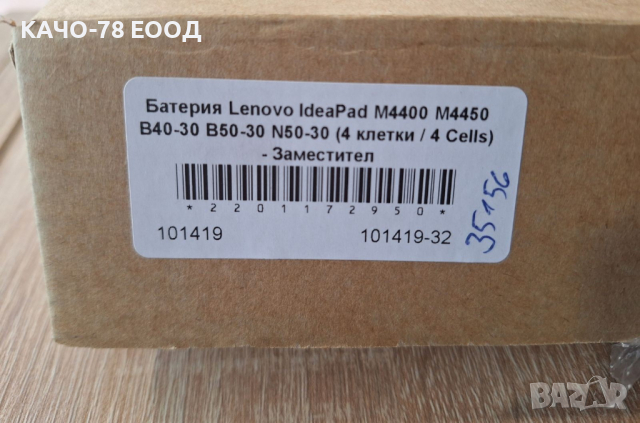 КАЧО-78 ЕООД
Батерия Lenovo IdeaPad M4400 M4450
B40-30 B50-30 N50-30 (4 клетки / 4 Cells)
- Заместител
*2201172950*
101419 101419-32
35156
BAZAR